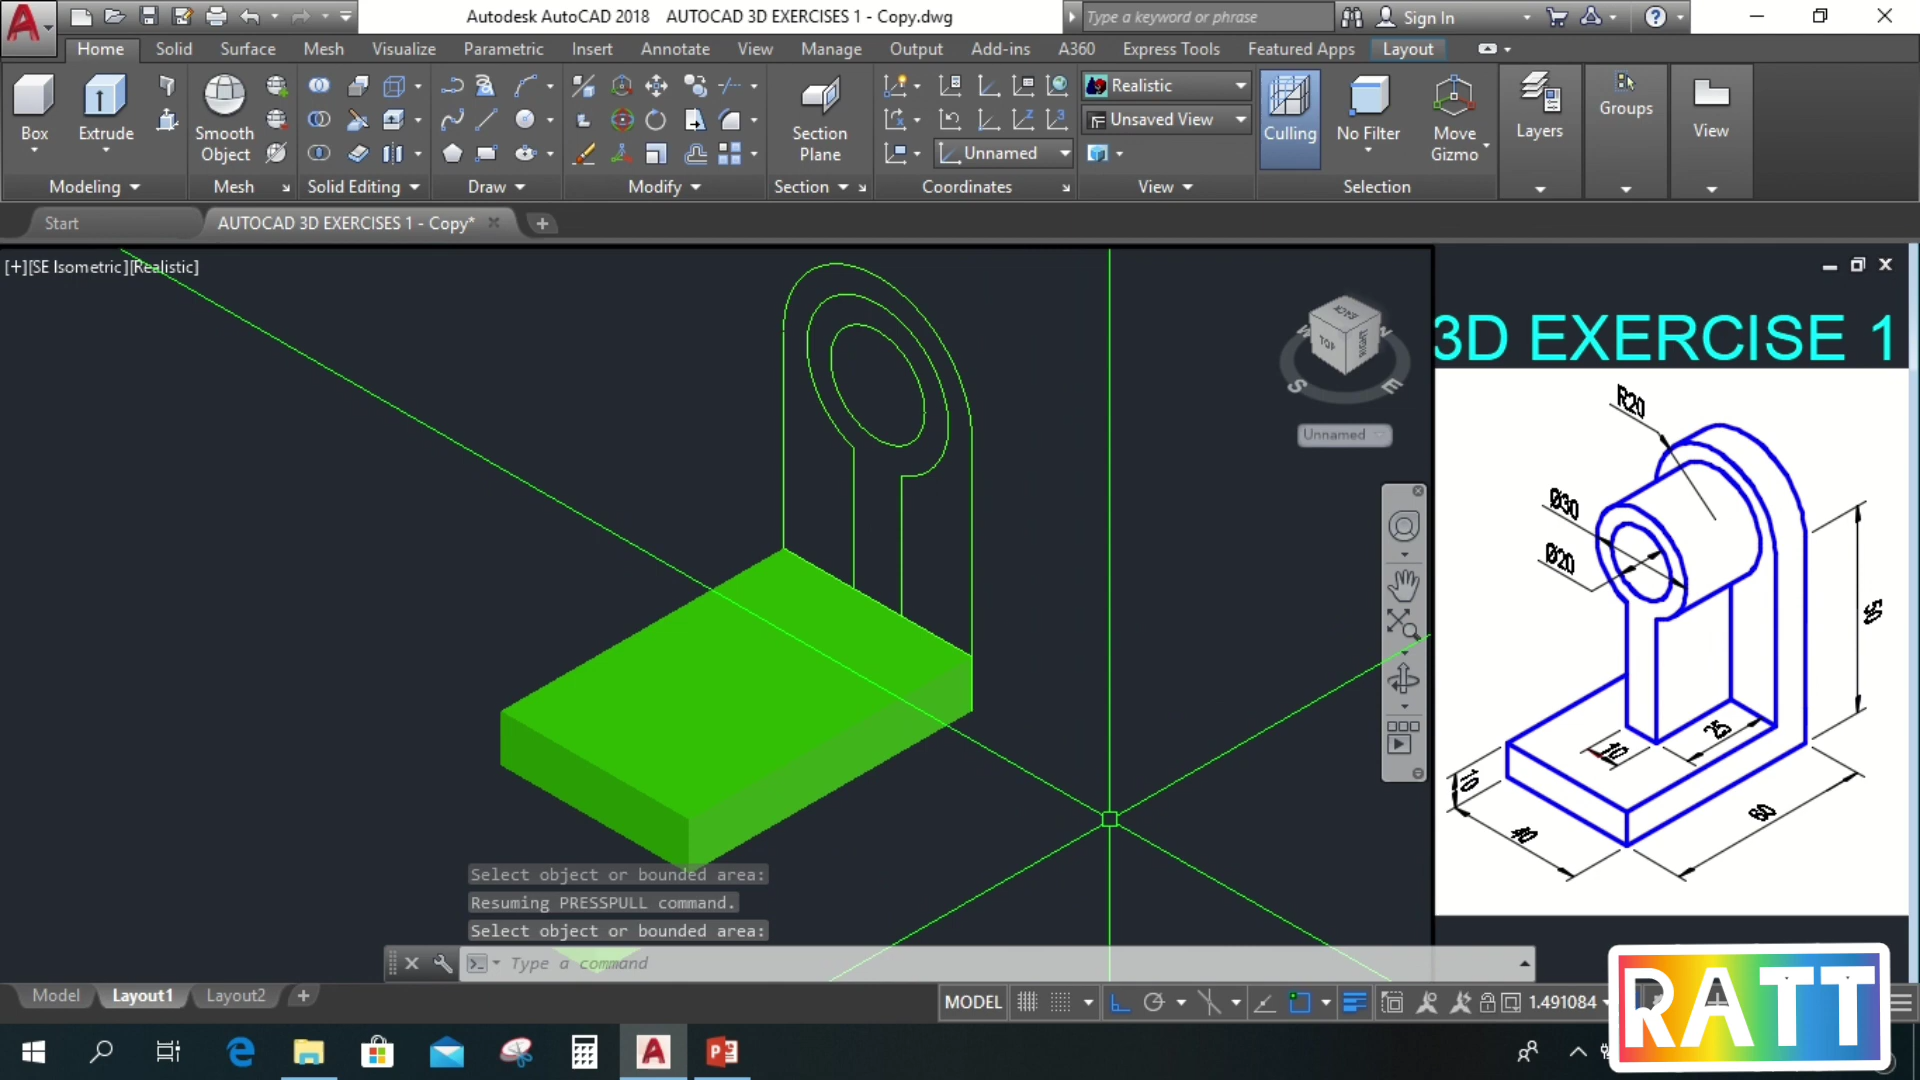 Autodesk AutoCAD 2018 AUTOCAD 3D EXERCISES 1 - Copy.dwg
Type a keyword or phrase
Sign In
Home Solid Surface Mesh Visualize Parametric Insert Annotate View Manage Output Add-ins A360 Express Tools Featured Apps Layout
Box
Extrude
Smooth Object
Section Plane
Unnamed
Realistic
Unsaved View
Culling
No Filter
Move Gizmo
Layers
Groups
View
Modeling Mesh Solid Editing Draw Modify Section Coordinates View Selection
Start
AUTOCAD 3D EXERCISES 1 - Copy*
[+][SE Isometric][Realistic]
BACK
TOP
RIGHT
W N
S E
Unnamed
3D EXERCISE 1
R20
Ø30
Ø20
50
25
10
10
40
60
Select object or bounded area:
Resuming PRESSPULL command.
Select object or bounded area:
Type a command
Model Layout1 Layout2
MODEL
1.491084
RATT